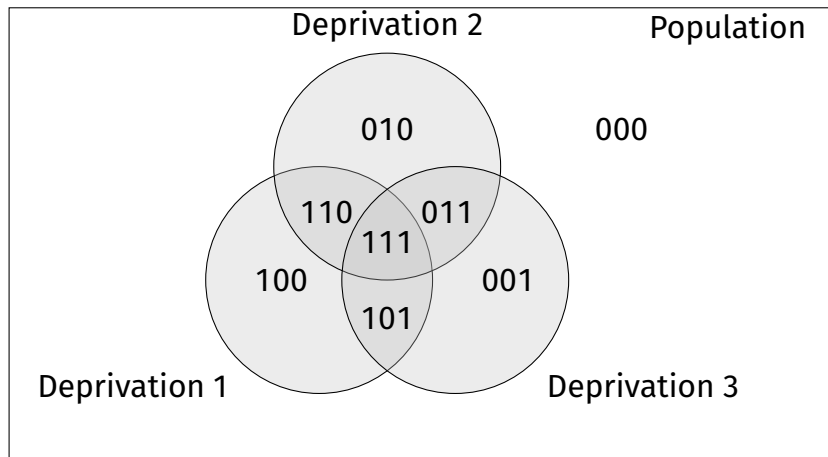 Deprivation 2
Population
010
000
110
011
111
100
001
101
Deprivation 1
Deprivation 3